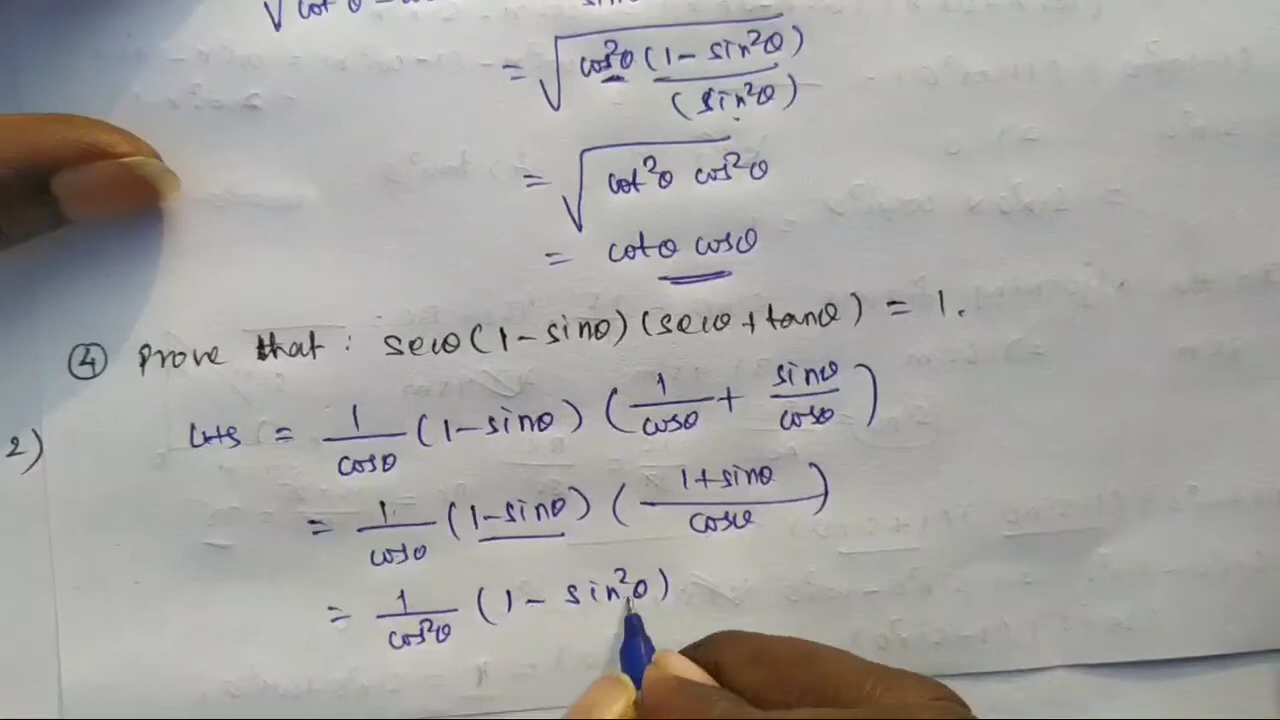 √cot θ
= √cos²θ (1 - sin²θ) / (sin²θ)
= √cot²θ cos²θ
= cotθ cosθ
④ Prove that : secθ (1 - sinθ) (secθ + tanθ) = 1.
2) LHS = 1/cosθ (1 - sinθ) (1/cosθ + sinθ/cosθ)
= 1/cosθ (1 - sinθ) (1 + sinθ/cosθ)
= 1/cos²θ (1 - sin²θ)